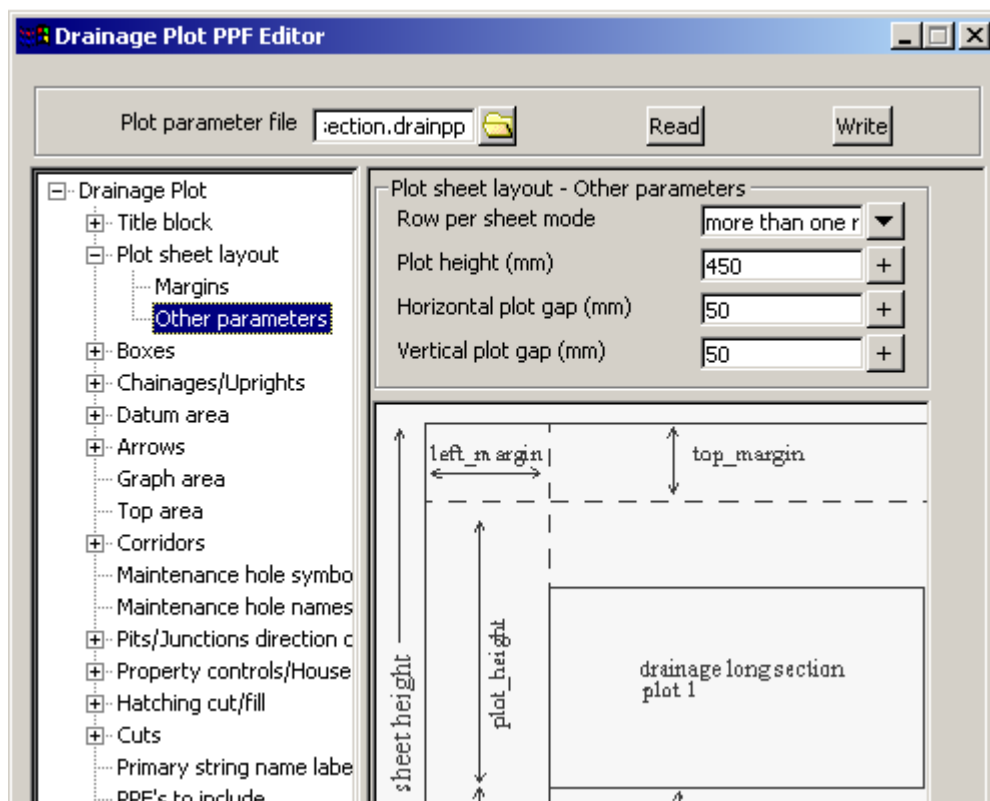 Drainage Plot PPF Editor
Plot parameter file
:ection.drainpp
Read
Write
Drainage Plot
Title block
Plot sheet layout
Margins
Other parameters
Boxes
Chainages/Uprights
Datum area
Arrows
Graph area
Top area
Corridors
Maintenance hole symbo
Maintenance hole names
Pits/Junctions direction c
Property controls/House
Hatching cut/fill
Cuts
Primary string name labe
PPF's to include
Plot sheet layout - Other parameters
Row per sheet mode
more than one r
Plot height (mm)
450
Horizontal plot gap (mm)
50
Vertical plot gap (mm)
50
left_margin
top_margin
sheet height
plot_height
drainage long section
plot 1